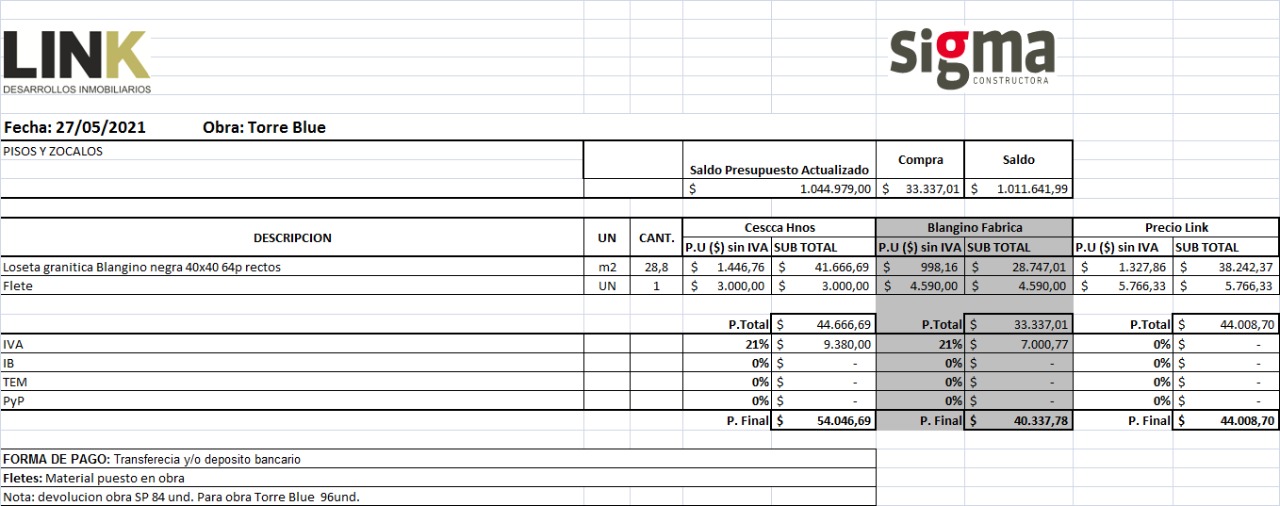 LINK
DESARROLLOS INMOBILIARIOS
sigma
CONSTRUCTORA
Fecha: 27/05/2021 Obra: Torre Blue
PISOS Y ZOCALOS
Saldo Presupuesto Actualizado Compra Saldo
$ 1.044.979,00 $ 33.337,01 $ 1.011.641,99
DESCRIPCION UN CANT. Cescca Hnos Blangino Fabrica Precio Link
P.U ($) sin IVA SUB TOTAL P.U ($) sin IVA SUB TOTAL P.U ($) sin IVA SUB TOTAL
Loseta granitica Blangino negra 40x40 64p rectos m2 28,8 $ 1.446,76 $ 41.666,69 $ 998,16 $ 28.747,01 $ 1.327,86 $ 38.242,37
Flete UN 1 $ 3.000,00 $ 3.000,00 $ 4.590,00 $ 4.590,00 $ 5.766,33 $ 5.766,33
P.Total $ 44.666,69 P.Total $ 33.337,01 P.Total $ 44.008,70
IVA 21% $ 9.380,00 21% $ 7.000,77 0% $ -
IB 0% $ - 0% $ - 0% $ -
TEM 0% $ - 0% $ - 0% $ -
PyP 0% $ - 0% $ - 0% $ -
P. Final $ 54.046,69 P. Final $ 40.337,78 P. Final $ 44.008,70
FORMA DE PAGO: Transferecia y/o deposito bancario
Fletes: Material puesto en obra
Nota: devolucion obra SP 84 und. Para obra Torre Blue 96und.